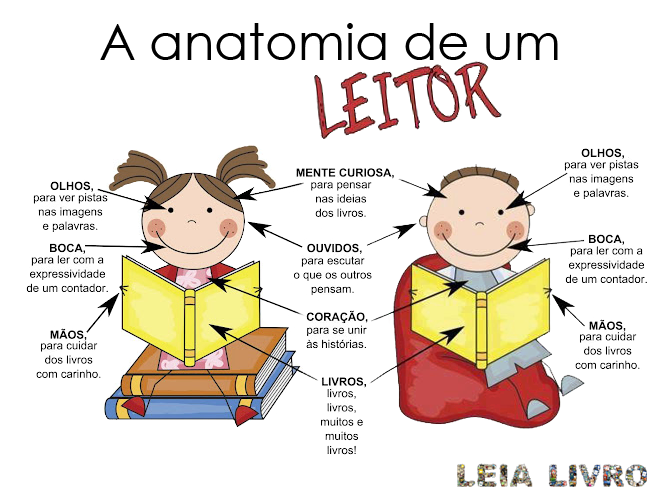 A anatomia de um
LEITOR
OLHOS,
para ver pistas
nas imagens
e palavras.
BOCA,
para ler com a
expressividade
de um contador.
MÃOS,
para cuidar
dos livros
com carinho.
MENTE CURIOSA,
para pensar
nas ideias
dos livros.
OUVIDOS,
para escutar
o que os outros
pensam.
CORAÇÃO,
para se unir
às histórias.
LIVROS,
livros,
livros,
muitos e
muitos
livros!
OLHOS,
para ver pistas
nas imagens
e palavras.
BOCA,
para ler com a
expressividade
de um contador.
MÃOS,
para cuidar
dos livros
com carinho.
LEIA LIVRO